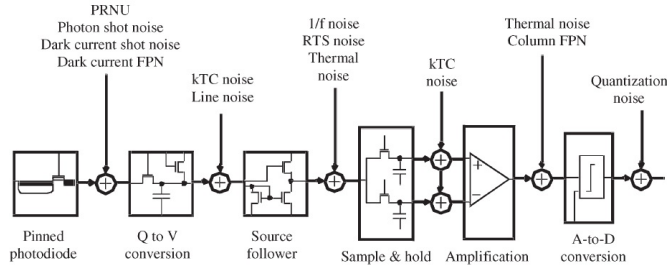 PRNU
Photon shot noise
Dark current shot noise
Dark current FPN
kTC noise
Line noise
1/f noise
RTS noise
Thermal
noise
kTC
noise
Thermal noise
Column FPN
Quantization
noise
+
+
+
+
+
+
+
+
−
Pinned
photodiode
Q to V
conversion
Source
follower
Sample & hold
Amplification
A-to-D
conversion